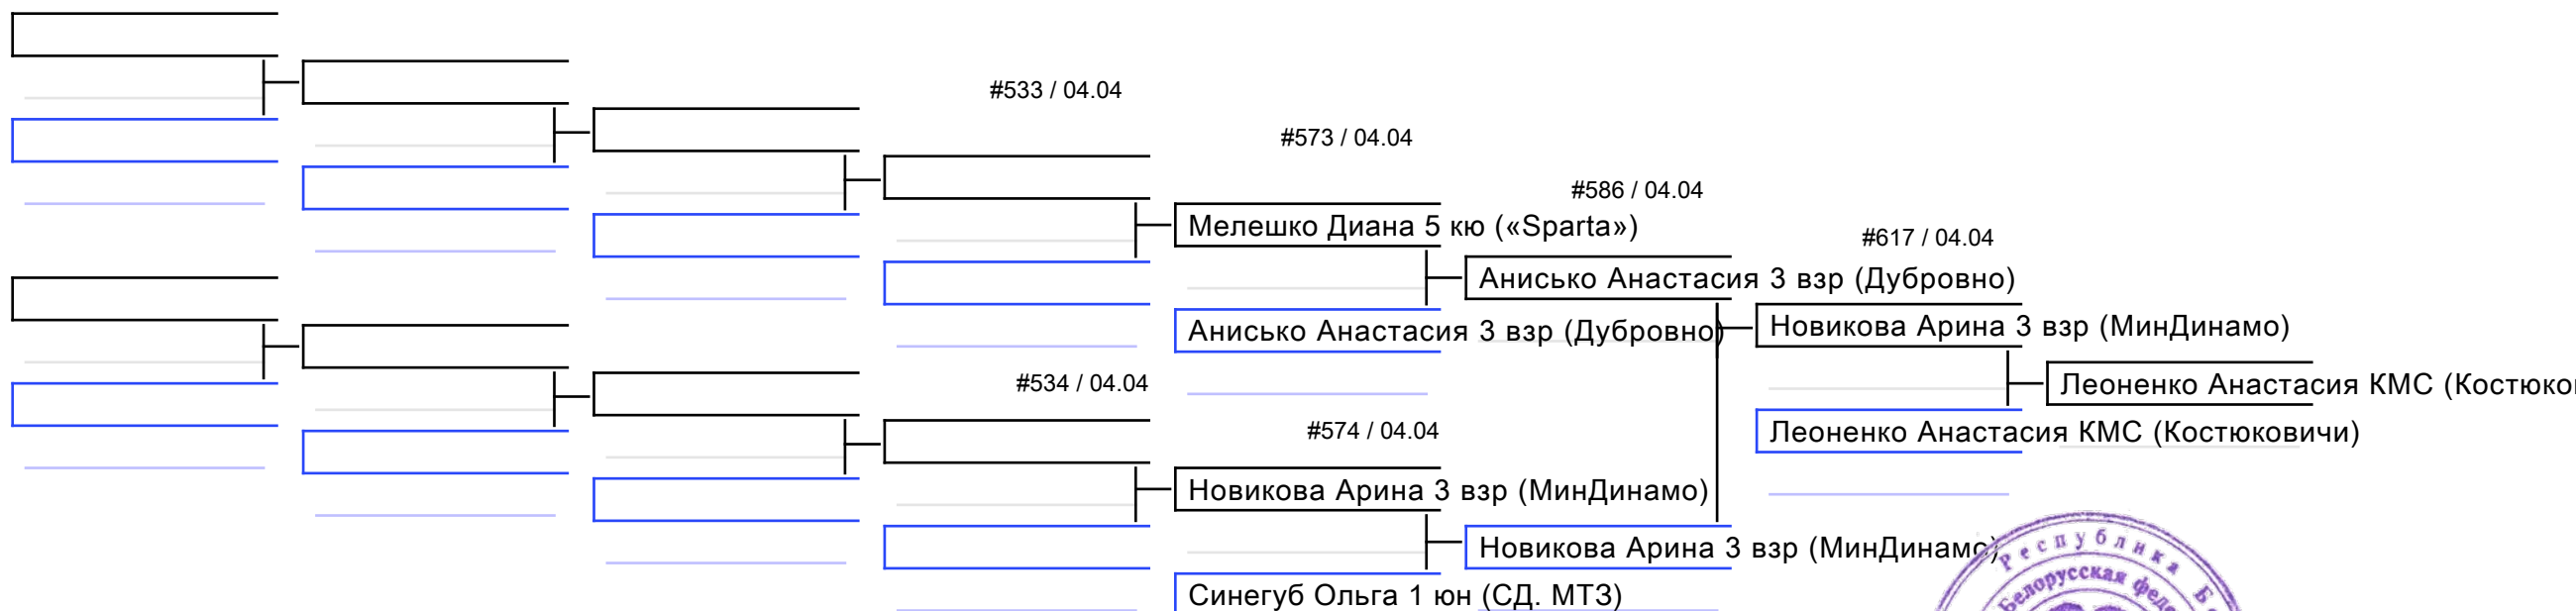 #533 / 04.04
#573 / 04.04
#586 / 04.04
Мелешко Диана 5 кю («Sparta»)
#617 / 04.04
Анисько Анастасия 3 взр (Дубровно)
Анисько Анастасия 3 взр (Дубровно)
Новикова Арина 3 взр (МинДинамо)
#534 / 04.04
Леоненко Анастасия КМС
#574 / 04.04
Леоненко Анастасия КМС (Костюковичи)
Новикова Арина 3 взр (МинДинамо)
Новикова Арина 3 взр (МинДинамо)
Республика
Белорусская
Синегуб Ольга 1 юн (СД. МТЗ)